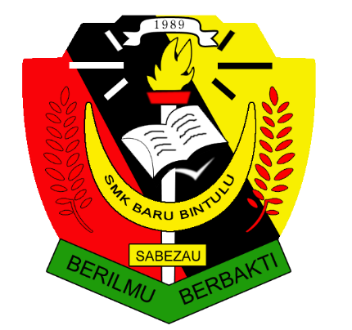 1989
SMK BARU BINTULU
SABEZAU
BERILMU BERBAKTI